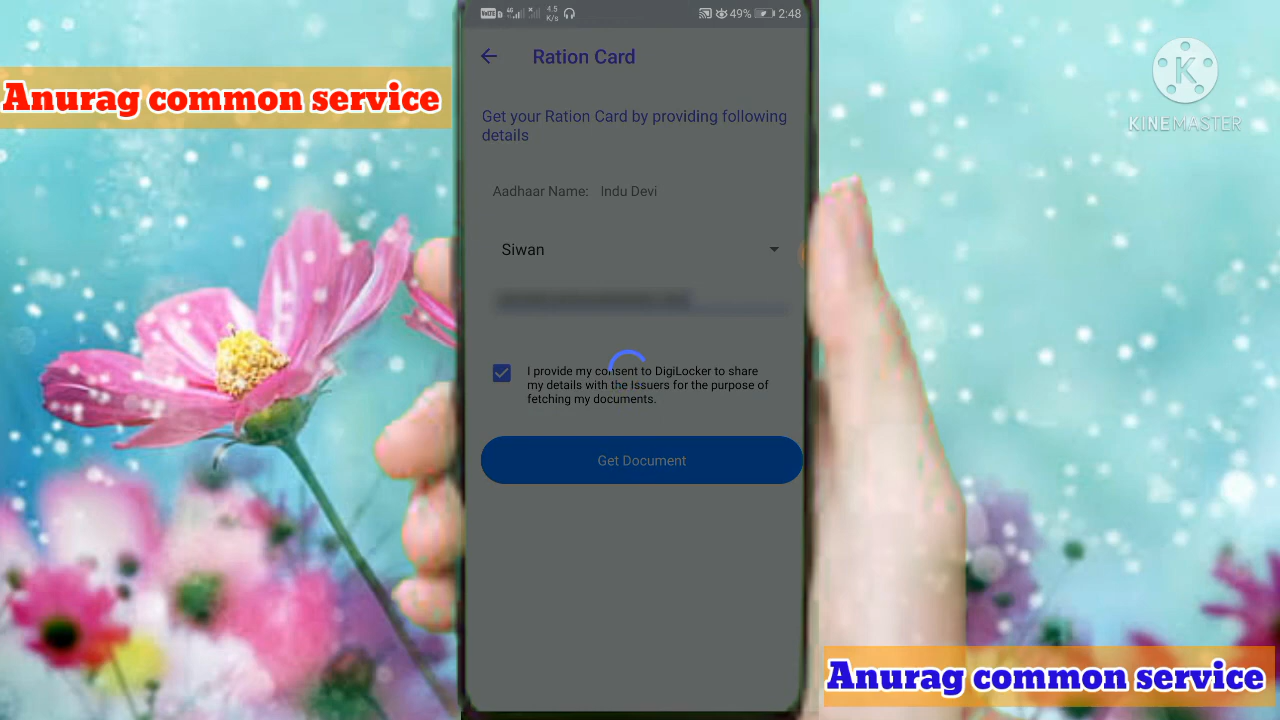 VoLTE
4G
4.5
K/s
49%
2:48
Ration Card
Get your Ration Card by providing following
details
Aadhaar Name: Indu Devi
Siwan
I provide my consent to DigiLocker to share
my details with the Issuers for the purpose of
fetching my documents.
Get Document
Anurag common service
K
KINEMASTER
Anurag common service